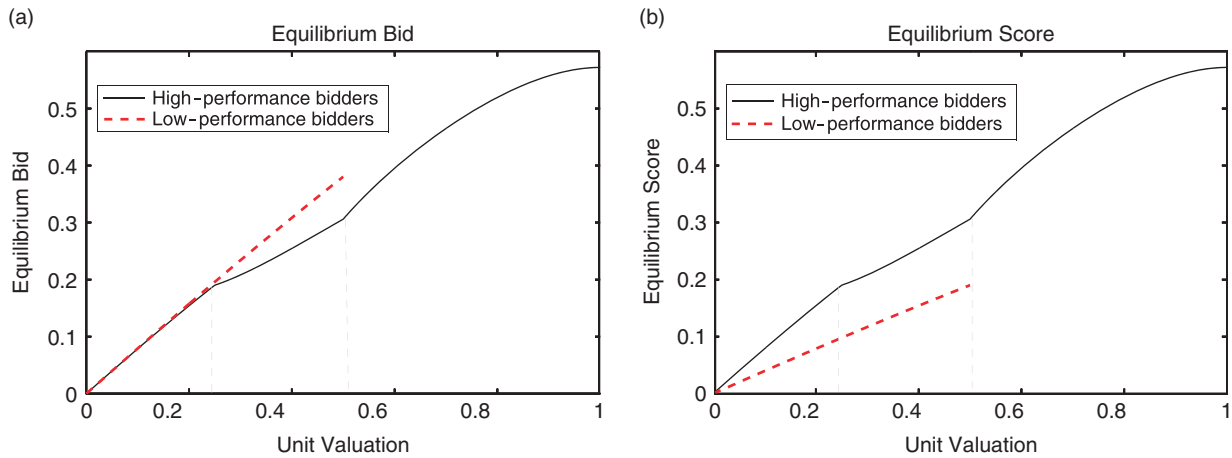 (a)
Equilibrium Bid
High-performance bidders
Low-performance bidders
Equilibrium Bid
0.5
0.4
0.3
0.2
0.1
0
0
0.2
0.4
0.6
0.8
1
Unit Valuation
(b)
Equilibrium Score
High-performance bidders
Low-performance bidders
Equilibrium Score
0.5
0.4
0.3
0.2
0.1
0
0
0.2
0.4
0.6
0.8
1
Unit Valuation